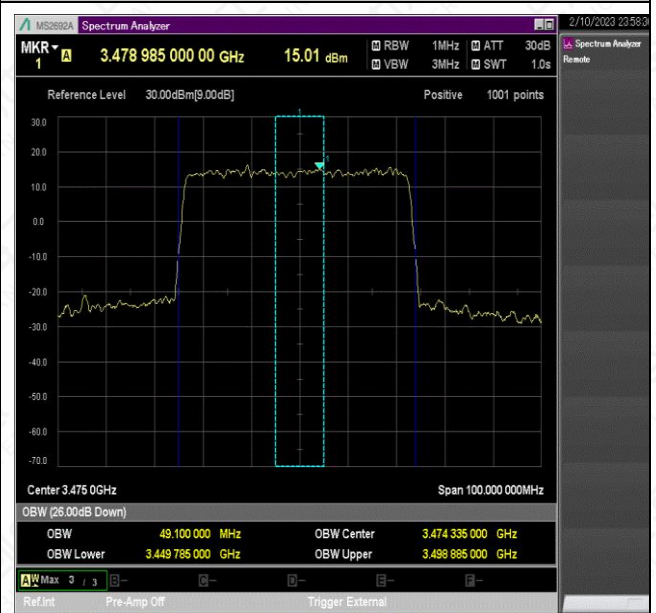 MS2692A Spectrum Analyzer 2/10/2023 23:58:3
MKR 1 A 3.478 985 000 00 GHz 15.01 dBm M RBW 1MHz M ATT 30dB
M VBW 3MHz M SWT 1.0s
Spectrum Analyzer
Remote
Reference Level 30.00dBm[9.00dB] Positive 1001 points
1
30.0
20.0
1
10.0
0.0
-10.0
-20.0
-30.0
-40.0
-50.0
-60.0
-70.0
Center 3.475 0GHz Span 100.000 000MHz
OBW (26.00dB Down)
OBW 49.100 000 MHz OBW Center 3.474 335 000 GHz
OBW Lower 3.449 785 000 GHz OBW Upper 3.498 885 000 GHz
A W Max 3 / 3 B- C- D- E- F-
Ref.Int Pre-Amp Off Trigger External